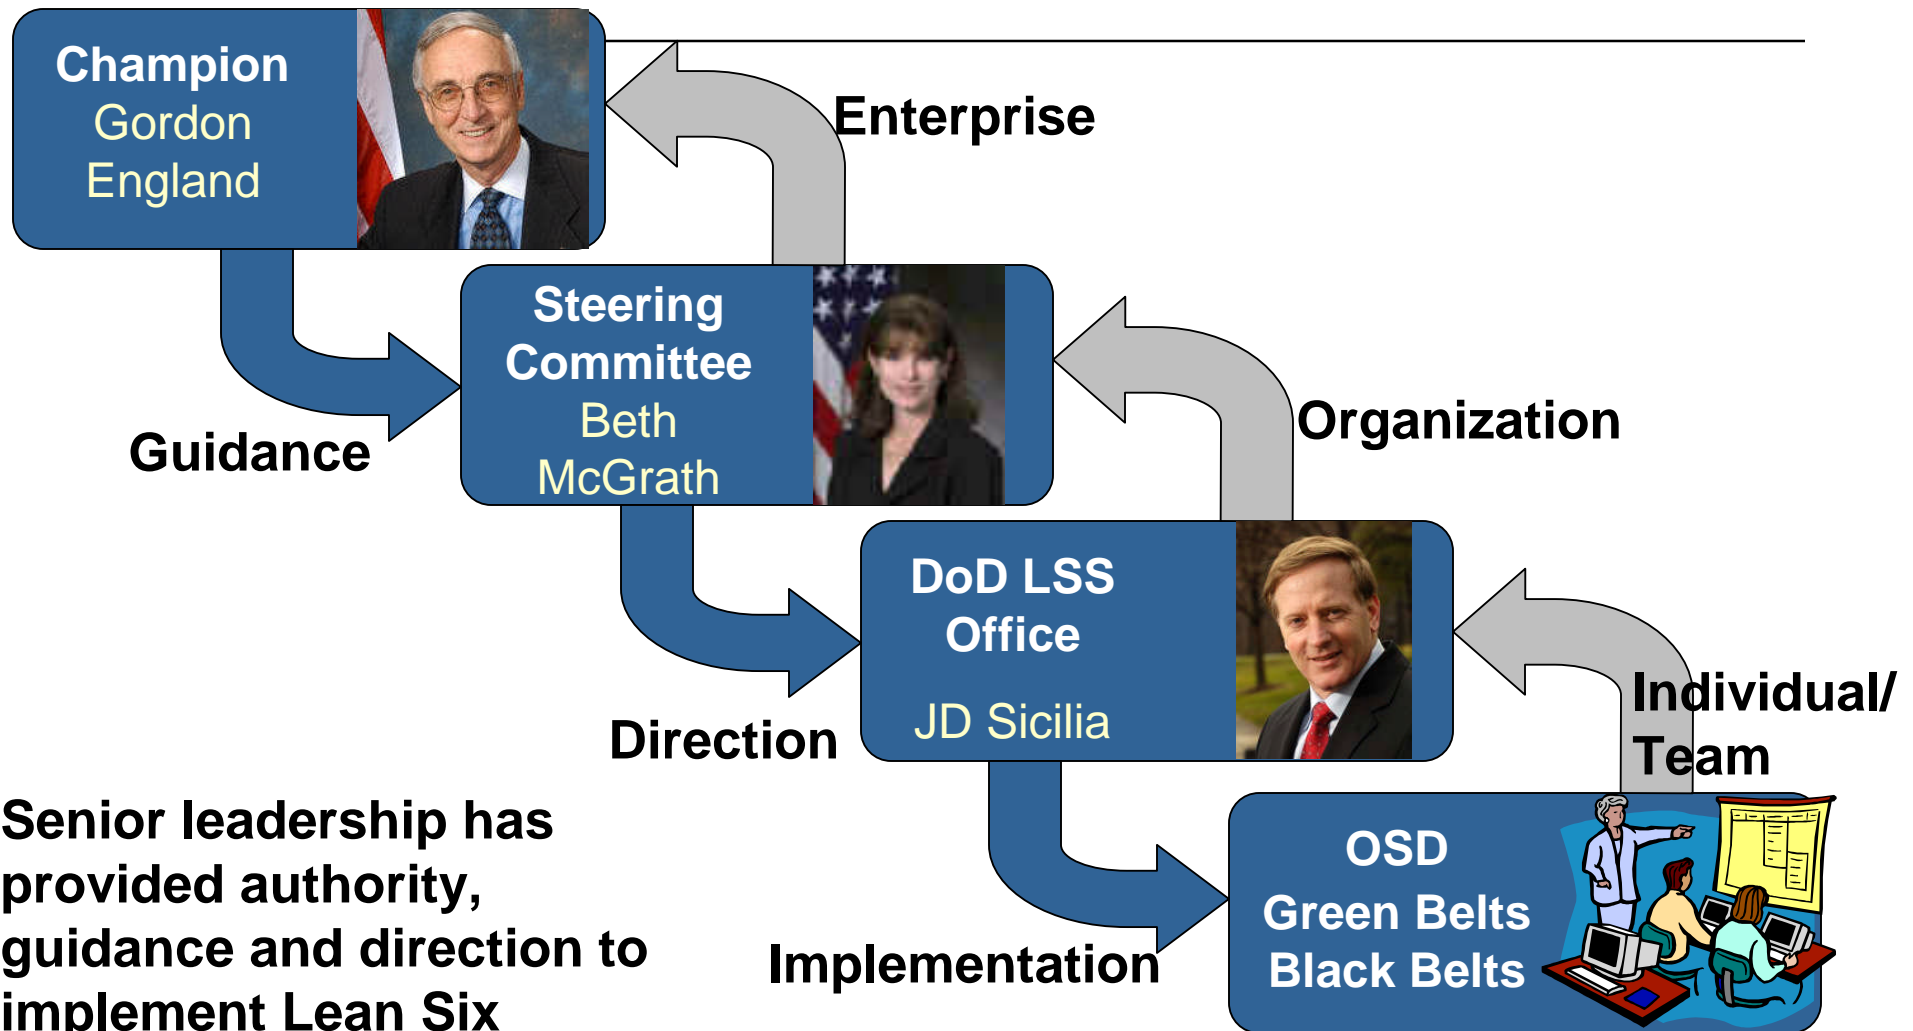 Champion
Gordon
England
Enterprise
Steering
Committee
Beth
McGrath
Guidance
Organization
DoD LSS
Office
JD Sicilia
Direction
Individual/
Team
OSD
Green Belts
Black Belts
Implementation
Senior leadership has
provided authority,
guidance and direction to
implement Lean Six